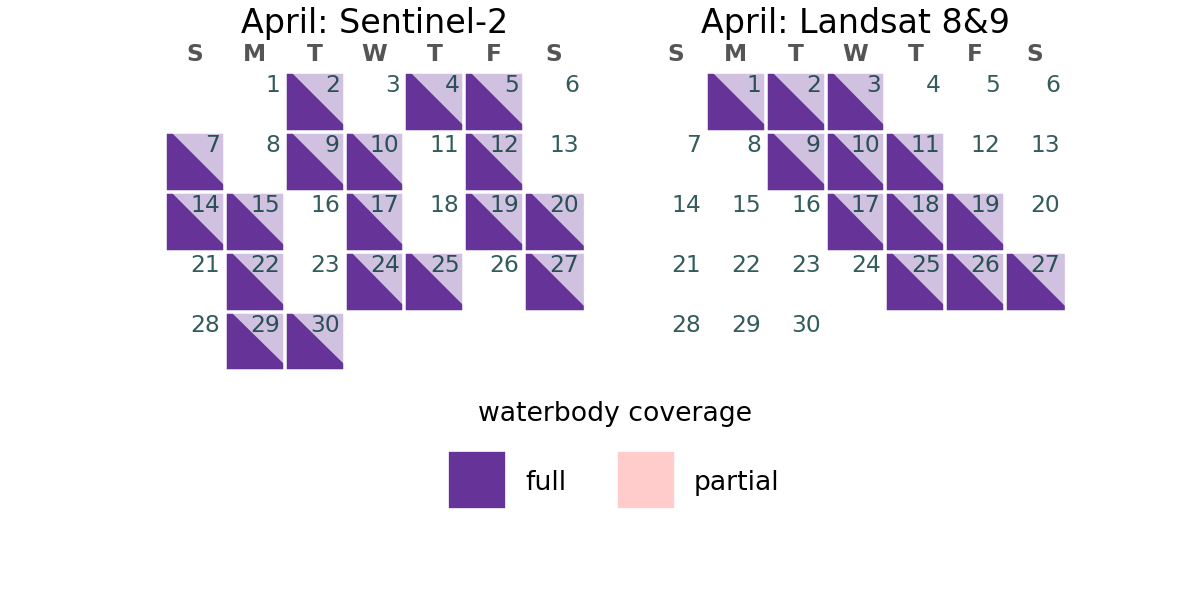 April: Sentinel-2
S M T W T F S
1 2 3 4 5 6
7 8 9 10 11 12 13
14 15 16 17 18 19 20
21 22 23 24 25 26 27
28 29 30
April: Landsat 8&9
S M T W T F S
1 2 3 4 5 6
7 8 9 10 11 12 13
14 15 16 17 18 19 20
21 22 23 24 25 26 27
28 29 30
waterbody coverage
full partial